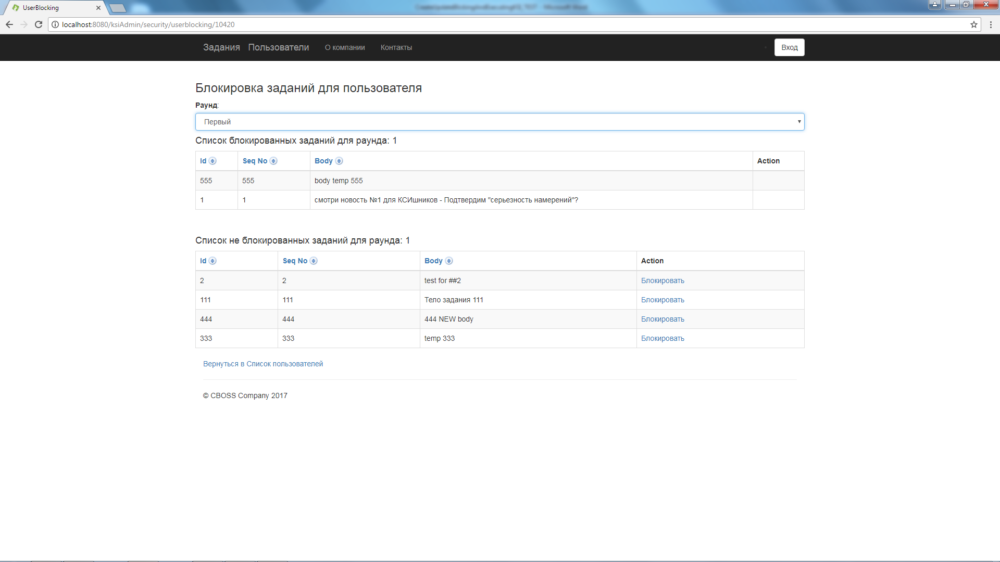 UserBlocking
localhost:8080/ksiAdmin/security/userblocking/10420
Задания Пользователи О компании Контакты Вход
Блокировка заданий для пользователя
Раунд:
Первый
Список блокированных заданий для раунда: 1
Id Seq No Body Action
555 555 body temp 555
1 1 смотри новость №1 для КСИшников - Подтвердим "серьезность намерений"?
Список не блокированных заданий для раунда: 1
Id Seq No Body Action
2 2 test for ##2 Блокировать
111 111 Тело задания 111 Блокировать
444 444 444 NEW body Блокировать
333 333 temp 333 Блокировать
Вернуться в Список пользователей
© CBOSS Company 2017